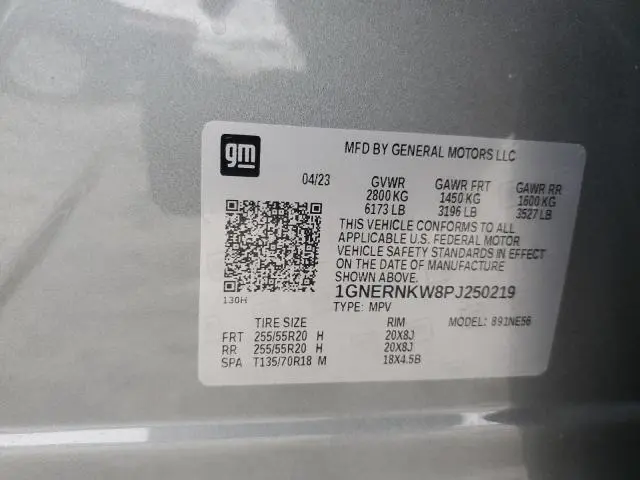 gm
MFD BY GENERAL MOTORS LLC
04/23 GVWR GAWR FRT GAWR RR
2800 KG 1450 KG 1600 KG
6173 LB 3196 LB 3527 LB
THIS VEHICLE CONFORMS TO ALL
APPLICABLE U.S. FEDERAL MOTOR
VEHICLE SAFETY STANDARDS IN EFFECT
ON THE DATE OF MANUFACTURE
SHOWN ABOVE.
130H
1GNERNKW8PJ250219
TYPE: MPV MODEL: 891NE56
TIRE SIZE RIM
FRT 255/55R20 H 20X8J
RR 255/55R20 H 20X8J
SPA T135/70R18 M 18X4.5B